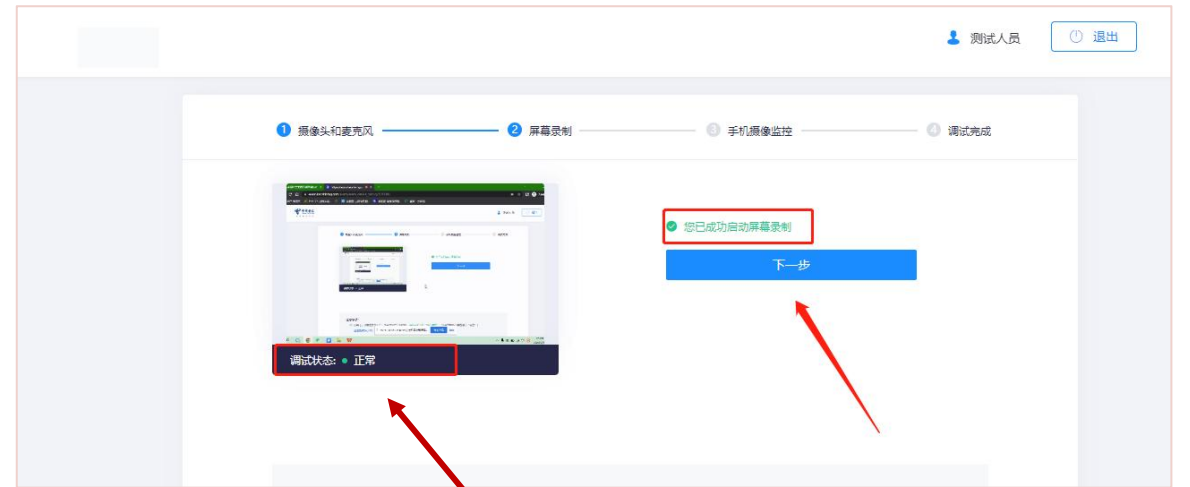 测试人员
退出
1 摄像头和麦克风 2 屏幕录制 3 手机摄像监控 4 调试完成
您已成功启动屏幕录制
下一步
调试状态: 正常